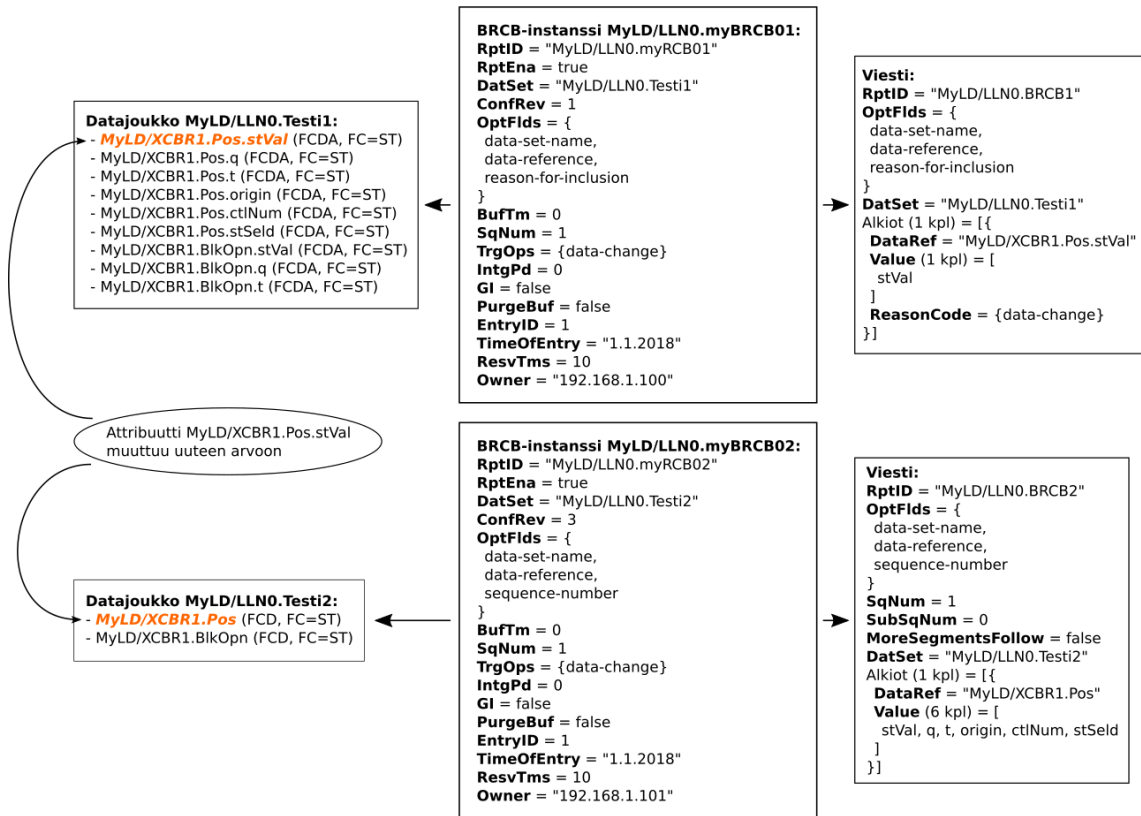 Datajoukko MyLD/LLN0.Testi1:
- MyLD/XCBR1.Pos.stVal (FCDA, FC=ST)
- MyLD/XCBR1.Pos.q (FCDA, FC=ST)
- MyLD/XCBR1.Pos.t (FCDA, FC=ST)
- MyLD/XCBR1.Pos.origin (FCDA, FC=ST)
- MyLD/XCBR1.Pos.ctlNum (FCDA, FC=ST)
- MyLD/XCBR1.Pos.stSeld (FCDA, FC=ST)
- MyLD/XCBR1.BlkOpn.stVal (FCDA, FC=ST)
- MyLD/XCBR1.BlkOpn.q (FCDA, FC=ST)
- MyLD/XCBR1.BlkOpn.t (FCDA, FC=ST)
BRCB-instanssi MyLD/LLN0.myBRCB01:
RptID = "MyLD/LLN0.myRCB01"
RptEna = true
DatSet = "MyLD/LLN0.Testi1"
ConfRev = 1
OptFlds = {
data-set-name,
data-reference,
reason-for-inclusion
}
BufTm = 0
SqNum = 1
TrgOps = {data-change}
IntgPd = 0
GI = false
PurgeBuf = false
EntryID = 1
TimeOfEntry = "1.1.2018"
ResvTms = 10
Owner = "192.168.1.100"
Viesti:
RptID = "MyLD/LLN0.BRCB1"
OptFlds = {
data-set-name,
data-reference,
reason-for-inclusion
}
DatSet = "MyLD/LLN0.Testi1"
Alkiot (1 kpl) = [{
DataRef = "MyLD/XCBR1.Pos.stVal"
Value (1 kpl) = [
stVal
]
ReasonCode = {data-change}
}]
Attribuutti MyLD/XCBR1.Pos.stVal
muuttuu uuteen arvoon
Datajoukko MyLD/LLN0.Testi2:
- MyLD/XCBR1.Pos (FCD, FC=ST)
- MyLD/XCBR1.BlkOpn (FCD, FC=ST)
BRCB-instanssi MyLD/LLN0.myBRCB02:
RptID = "MyLD/LLN0.myRCB02"
RptEna = true
DatSet = "MyLD/LLN0.Testi2"
ConfRev = 3
OptFlds = {
data-set-name,
data-reference,
sequence-number
}
BufTm = 0
SqNum = 1
TrgOps = {data-change}
IntgPd = 0
GI = false
PurgeBuf = false
EntryID = 1
TimeOfEntry = "1.1.2018"
ResvTms = 10
Owner = "192.168.1.101"
Viesti:
RptID = "MyLD/LLN0.BRCB2"
OptFlds = {
data-set-name,
data-reference,
sequence-number
}
SqNum = 1
SubSqNum = 0
MoreSegmentsFollow = false
DatSet = "MyLD/LLN0.Testi2"
Alkiot (1 kpl) = [{
DataRef = "MyLD/XCBR1.Pos"
Value (6 kpl) = [
stVal, q, t, origin, ctlNum, stSeld
]
}]